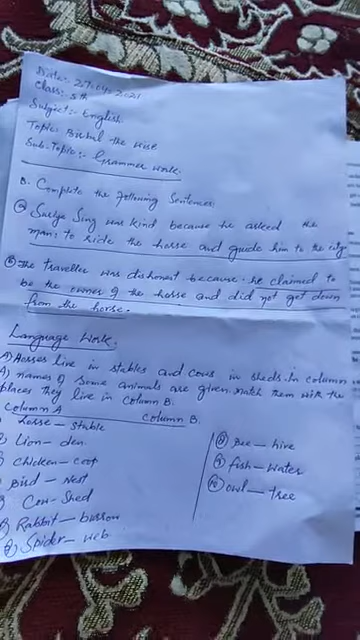 Date:- 27-04-2021
Class:- 5th
Subject:- English
Topic:- Birbal the wise
Sub-Topic:- Grammer work.
B. Complete the following Sentences.
(a) Surya Sing was kind because he asked the
man to ride the horse and guide him to the city
(b) The traveller was dishonest because he claimed to
be the owner of the horse and did not get down
from the horse.
Language Work.
A) Horses live in stables and cows in sheds. In column
A) names of some animals are given match them with the
places they live in column B.
Column A Column B.
Horse - Stable
Lion - den
Chicken - coop
Bird - Nest
Cow - Shed
Rabbit - burrow
Spider - web
Bee - hive
fish - water
owl - tree